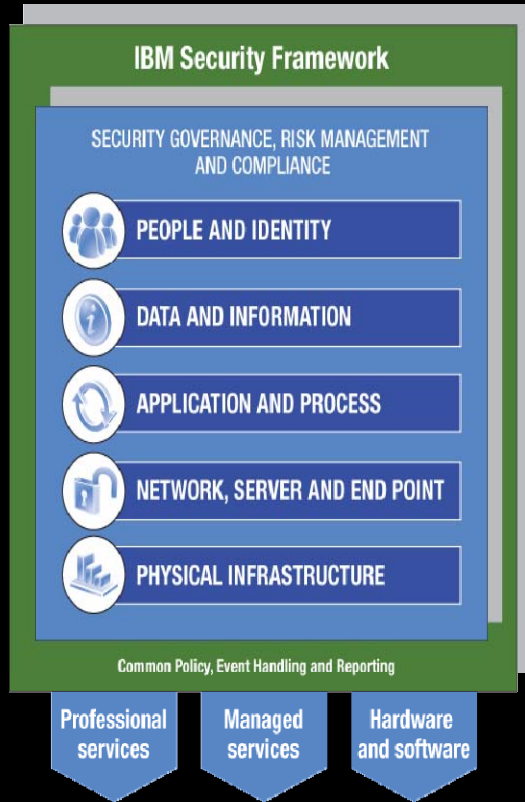 IBM Security Framework
SECURITY GOVERNANCE, RISK MANAGEMENT
AND COMPLIANCE
PEOPLE AND IDENTITY
DATA AND INFORMATION
APPLICATION AND PROCESS
NETWORK, SERVER AND END POINT
PHYSICAL INFRASTRUCTURE
Common Policy, Event Handling and Reporting
Professional
services
Managed
services
Hardware
and software